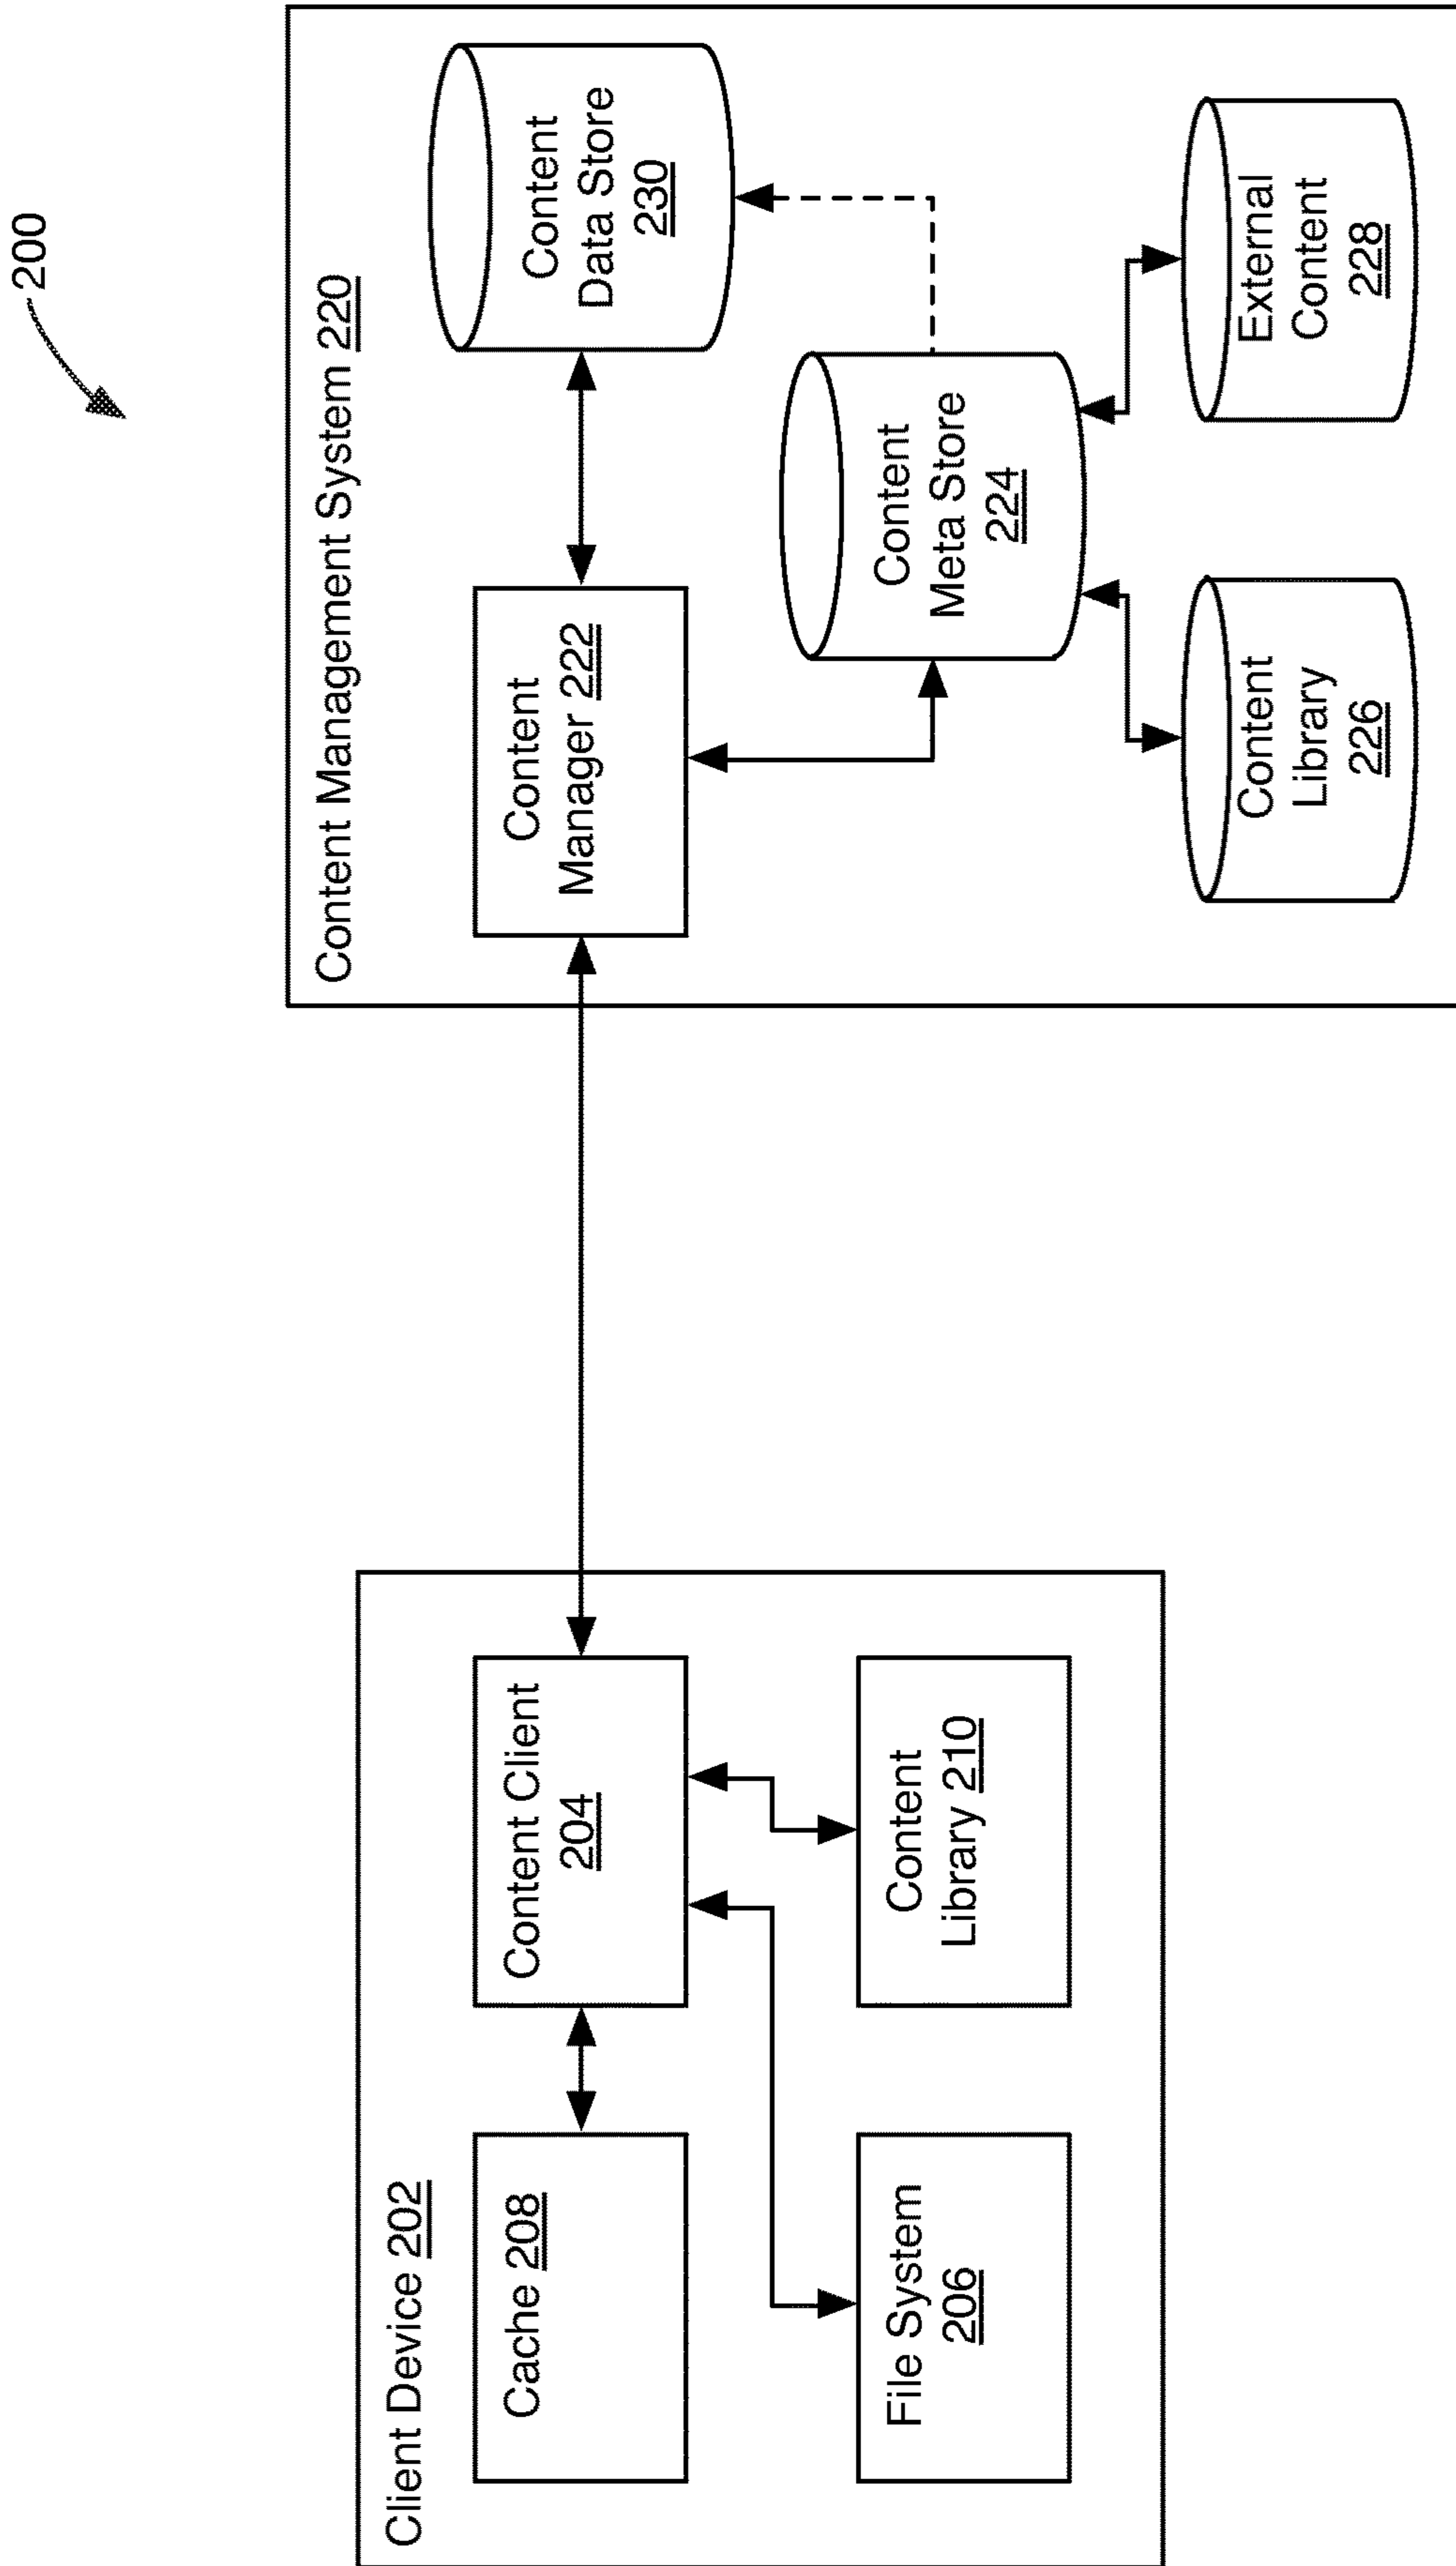 200
Client Device 202
Cache 208
Content Client
204
File System
206
Content
Library 210
Content Management System 220
Content
Manager 222
Content
Data Store
230
Content
Meta Store
224
Content
Library
226
External
Content
228